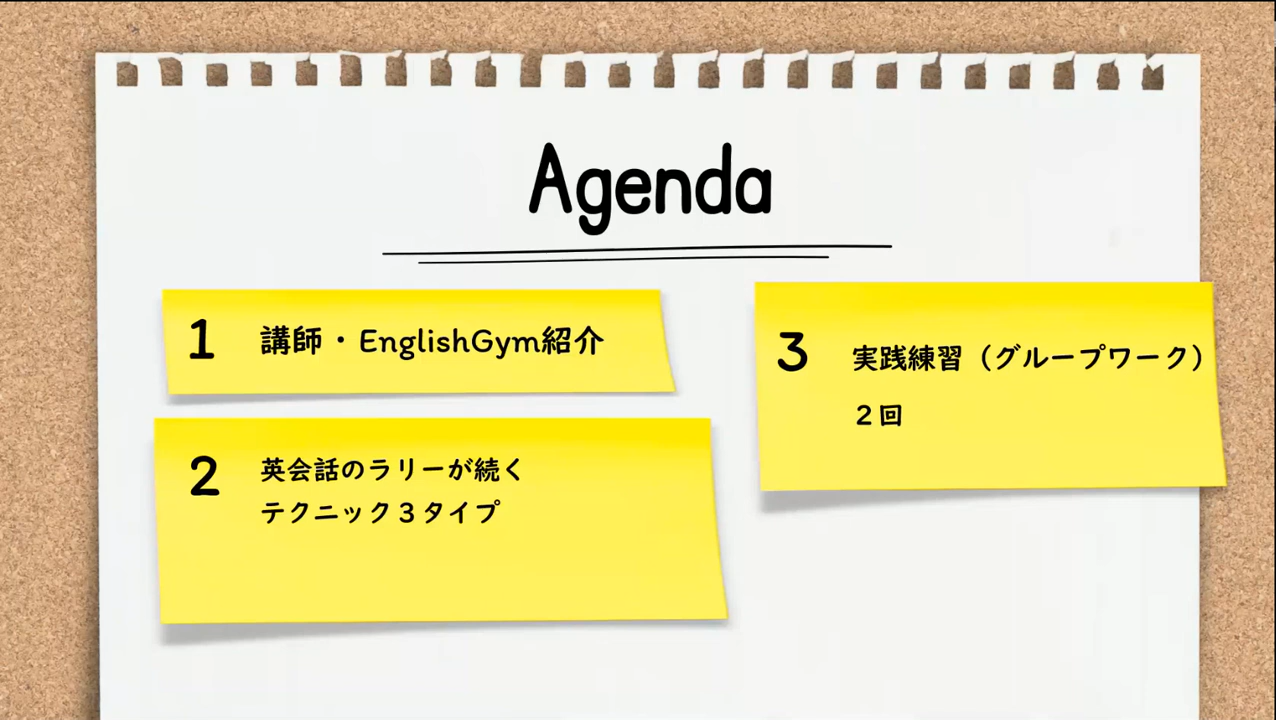 Agenda
1 講師・EnglishGym紹介
2 英会話のラリーが続く
テクニック３タイプ
3 実践練習（グループワーク）
２回